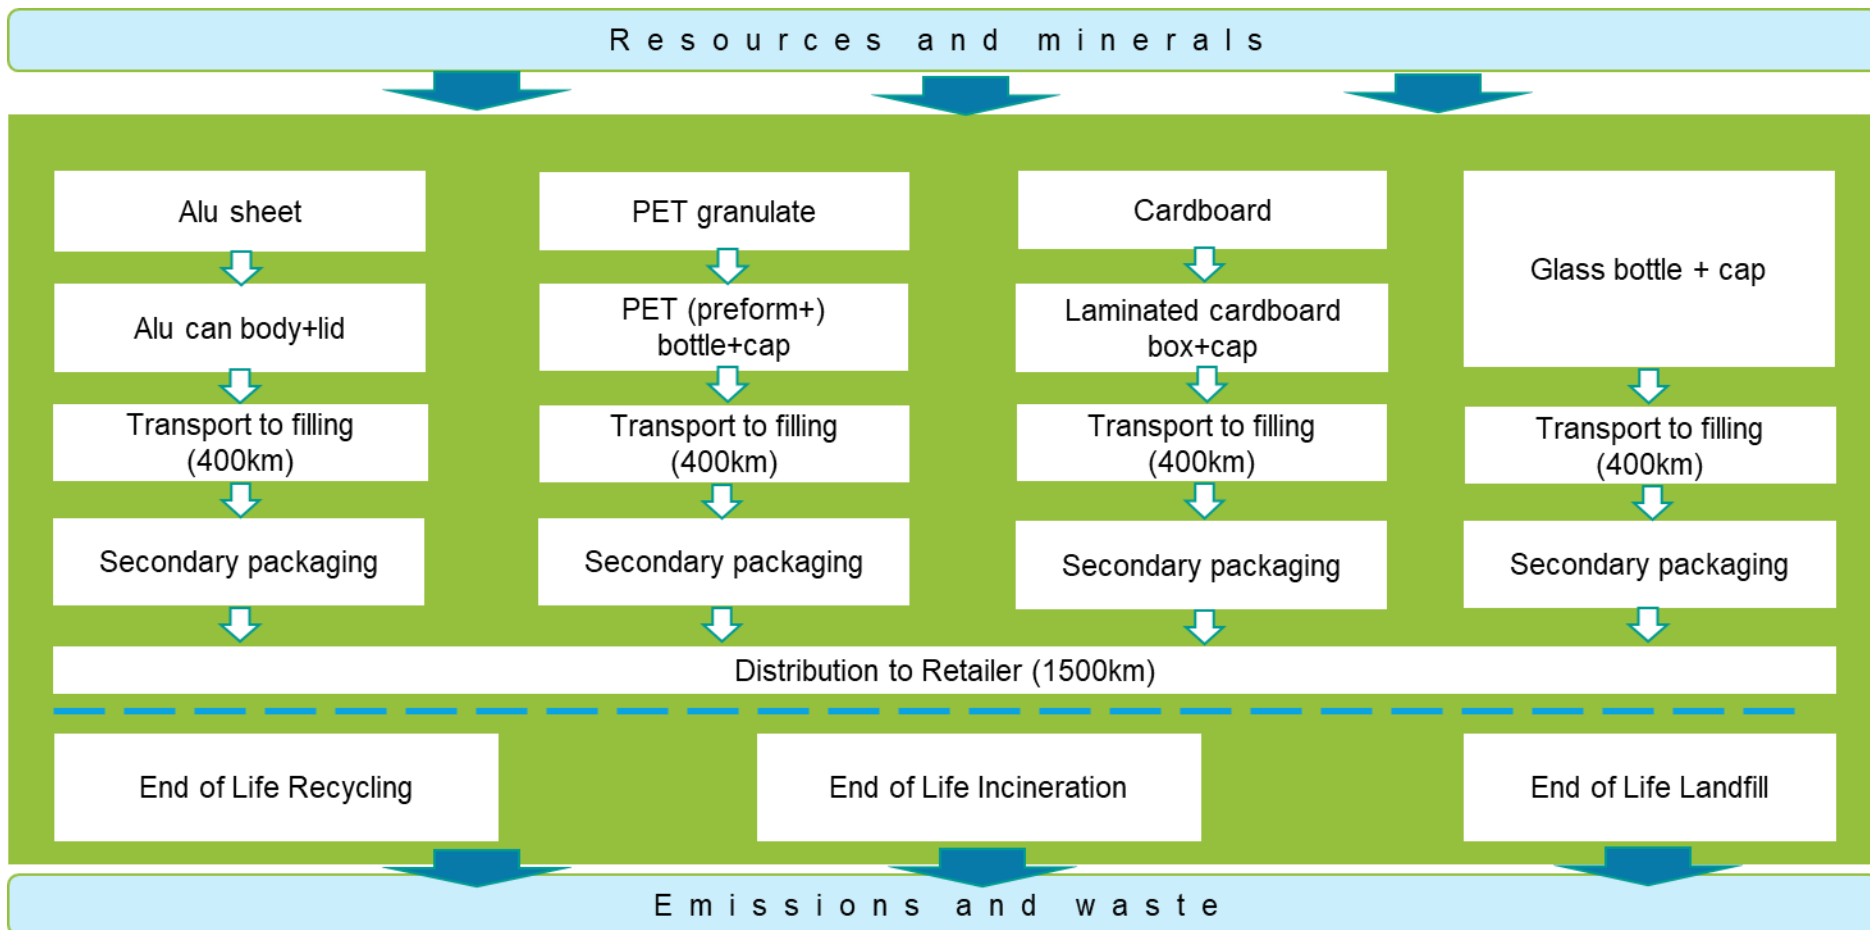 Resources and minerals
Alu sheet
PET granulate
Cardboard
Glass bottle + cap
Alu can body+lid
PET (preform+)
bottle+cap
Laminated cardboard
box+cap
Transport to filling
(400km)
Transport to filling
(400km)
Transport to filling
(400km)
Transport to filling
(400km)
Secondary packaging
Secondary packaging
Secondary packaging
Secondary packaging
Distribution to Retailer (1500km)
End of Life Recycling
End of Life Incineration
End of Life Landfill
Emissions and waste